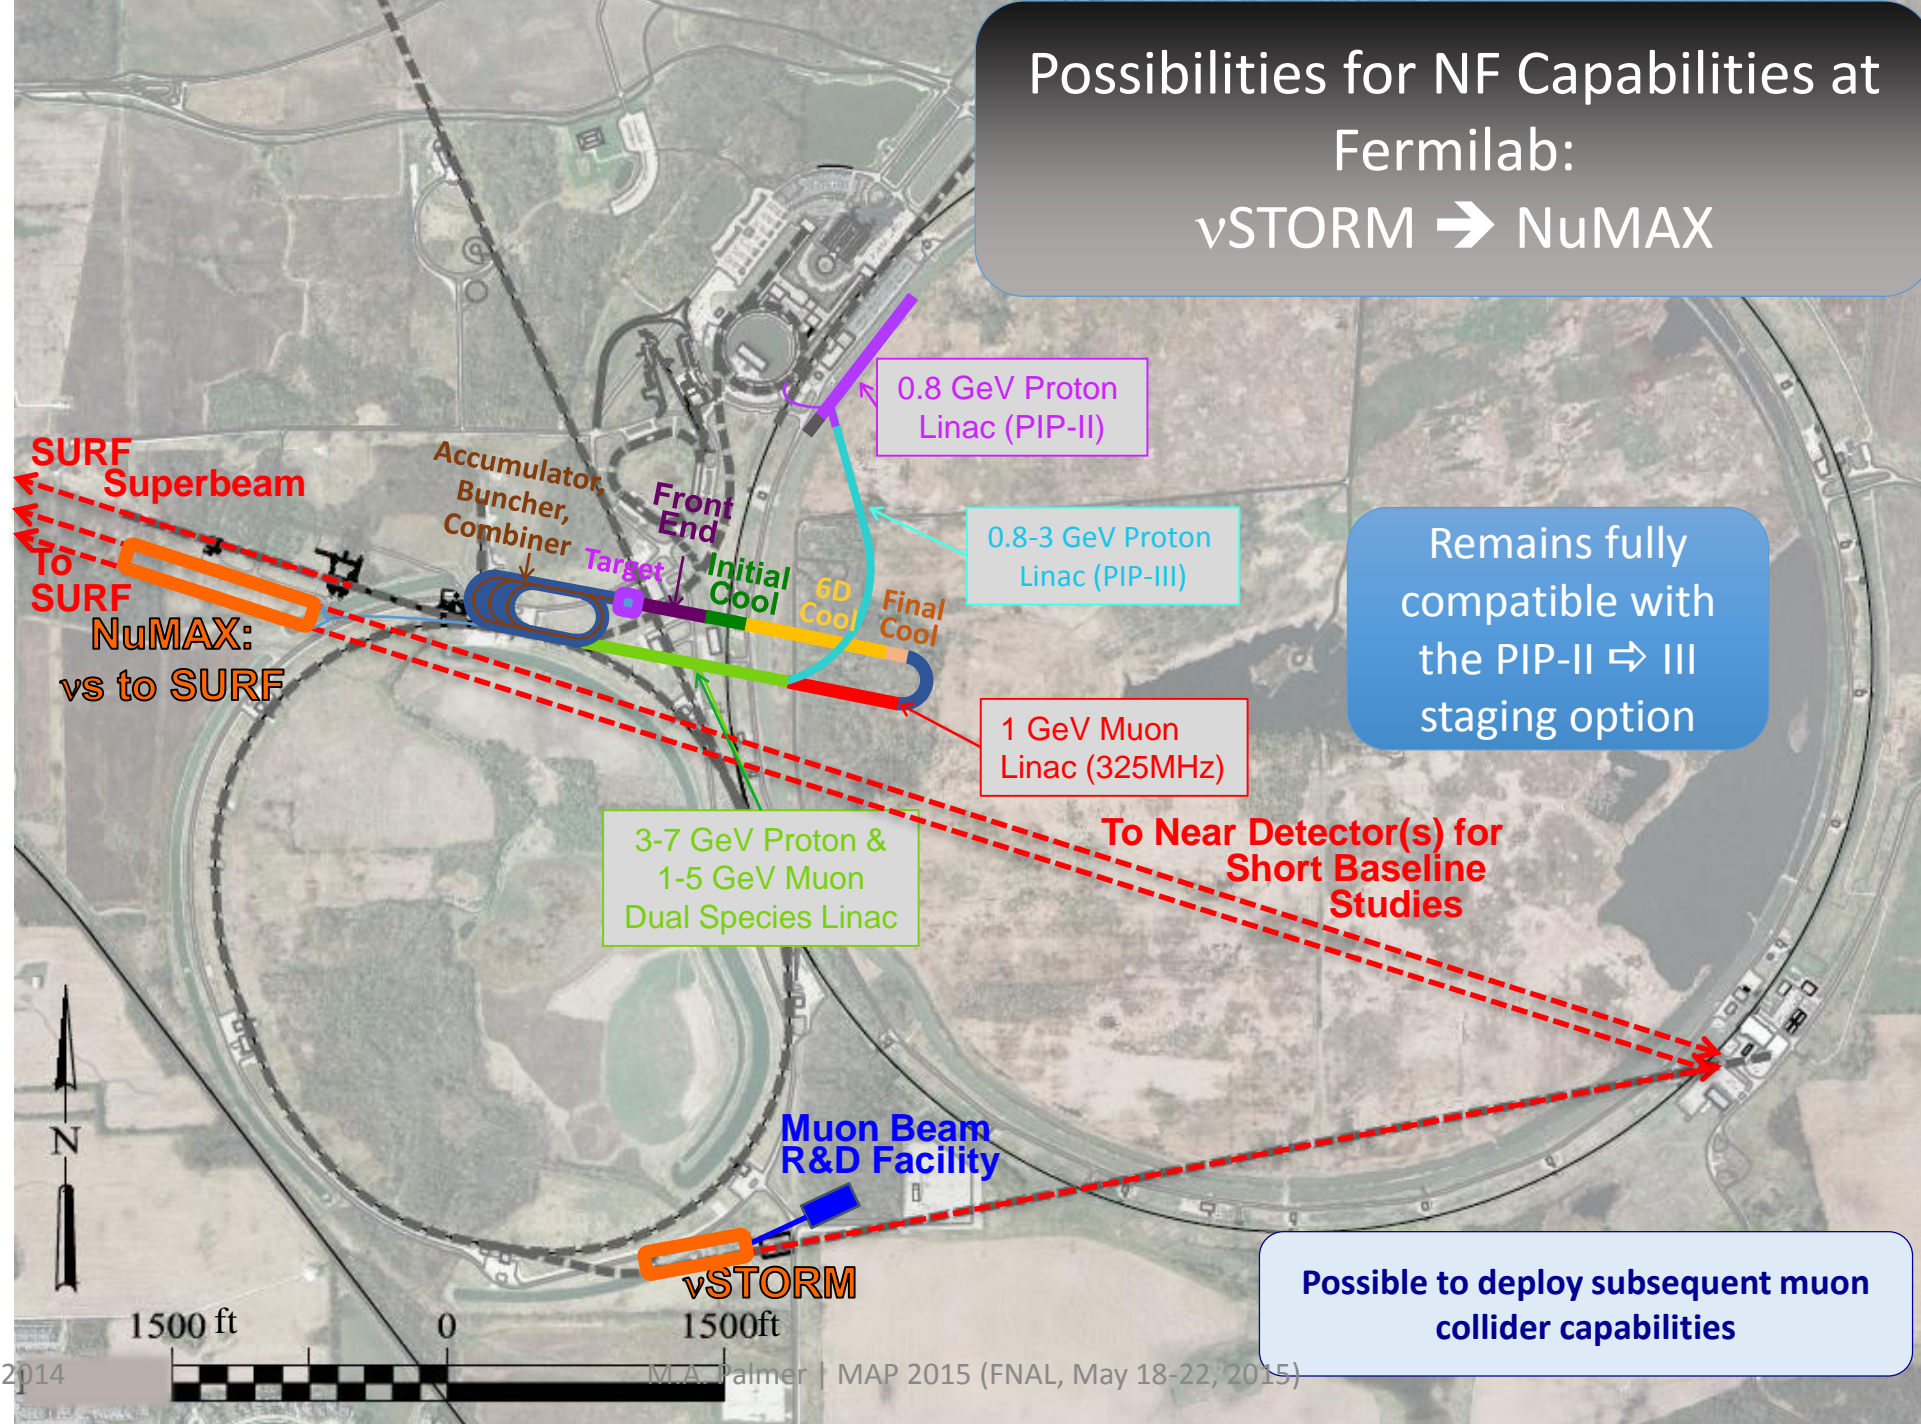 Possibilities for NF Capabilities at
Fermilab:
νSTORM ➔ NuMAX
0.8 GeV Proton
Linac (PIP-II)
SURF
Superbeam
Accumulator,
Buncher,
Combiner
Front
End
Target
Initial
Cool
6D
Cool
Final
Cool
0.8-3 GeV Proton
Linac (PIP-III)
Remains fully
compatible with
the PIP-II ⇨ III
staging option
To
SURF
NuMAX:
νs to SURF
1 GeV Muon
Linac (325MHz)
3-7 GeV Proton &
1-5 GeV Muon
Dual Species Linac
To Near Detector(s) for
Short Baseline
Studies
N
Muon Beam
R&D Facility
νSTORM
1500 ft
0
1500ft
Possible to deploy subsequent muon
collider capabilities
2014
M.A. Palmer | MAP 2015 (FNAL, May 18-22, 2015)